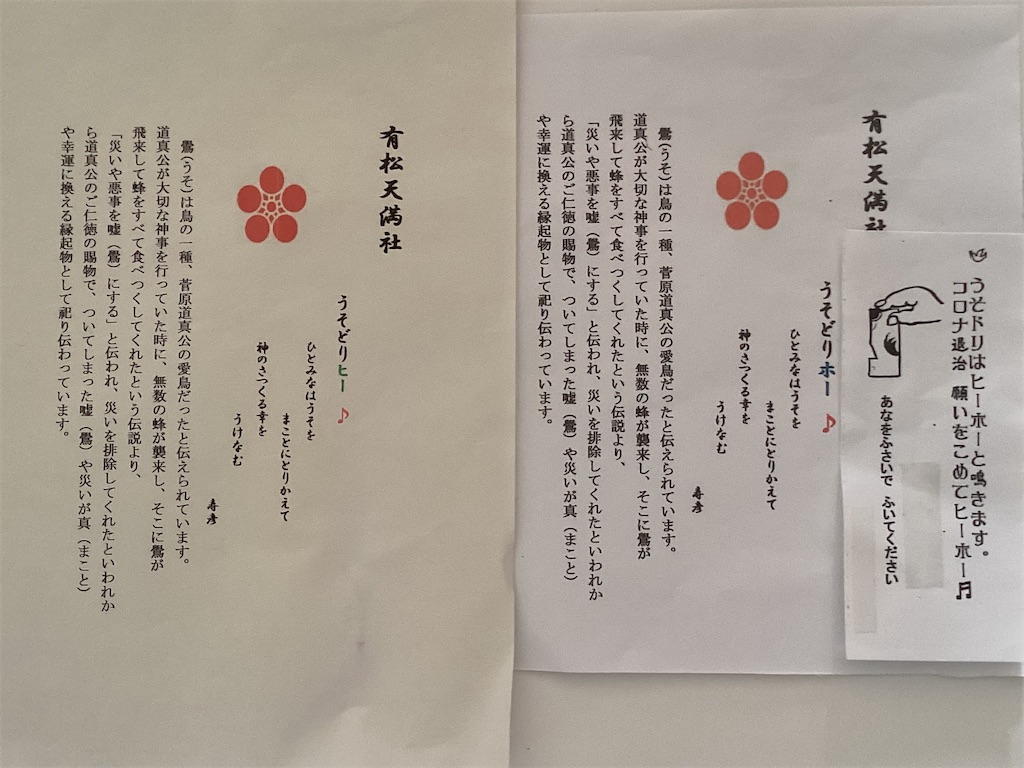 うそドリはヒーホーと鳴きます。
コロナ退治 願いをこめてヒーホー♬
あなをふさいで ふいてください
有松天満社
うそどりホー♪
ひとみなはうそを
まことにとりかえて
神のさつくる幸を
うけなむ
寿彦
鷽(うそ)は鳥の一種、菅原道真公の愛鳥だったと伝えられています。
道真公が大切な神事を行っていた時に、無数の蜂が襲来し、そこに鷽が
飛来して蜂をすべて食べつくしてくれたという伝説より、
「災いや悪事を嘘（鷽）にする」と伝われ、災いを排除してくれたといわれか
ら道真公のご仁徳の賜物で、ついてしまった嘘（鷽）や災いが真（まこと）
や幸運に換える縁起物として祀り伝わっています。
有松天満社
うそどりヒー♪
ひとみなはうそを
まことにとりかえて
神のさつくる幸を
うけなむ
寿彦
鷽(うそ)は鳥の一種、菅原道真公の愛鳥だったと伝えられています。
道真公が大切な神事を行っていた時に、無数の蜂が襲来し、そこに鷽が
飛来して蜂をすべて食べつくしてくれたという伝説より、
「災いや悪事を嘘（鷽）にする」と伝われ、災いを排除してくれたといわれか
ら道真公のご仁徳の賜物で、ついてしまった嘘（鷽）や災いが真（まこと）
や幸運に換える縁起物として祀り伝わっています。